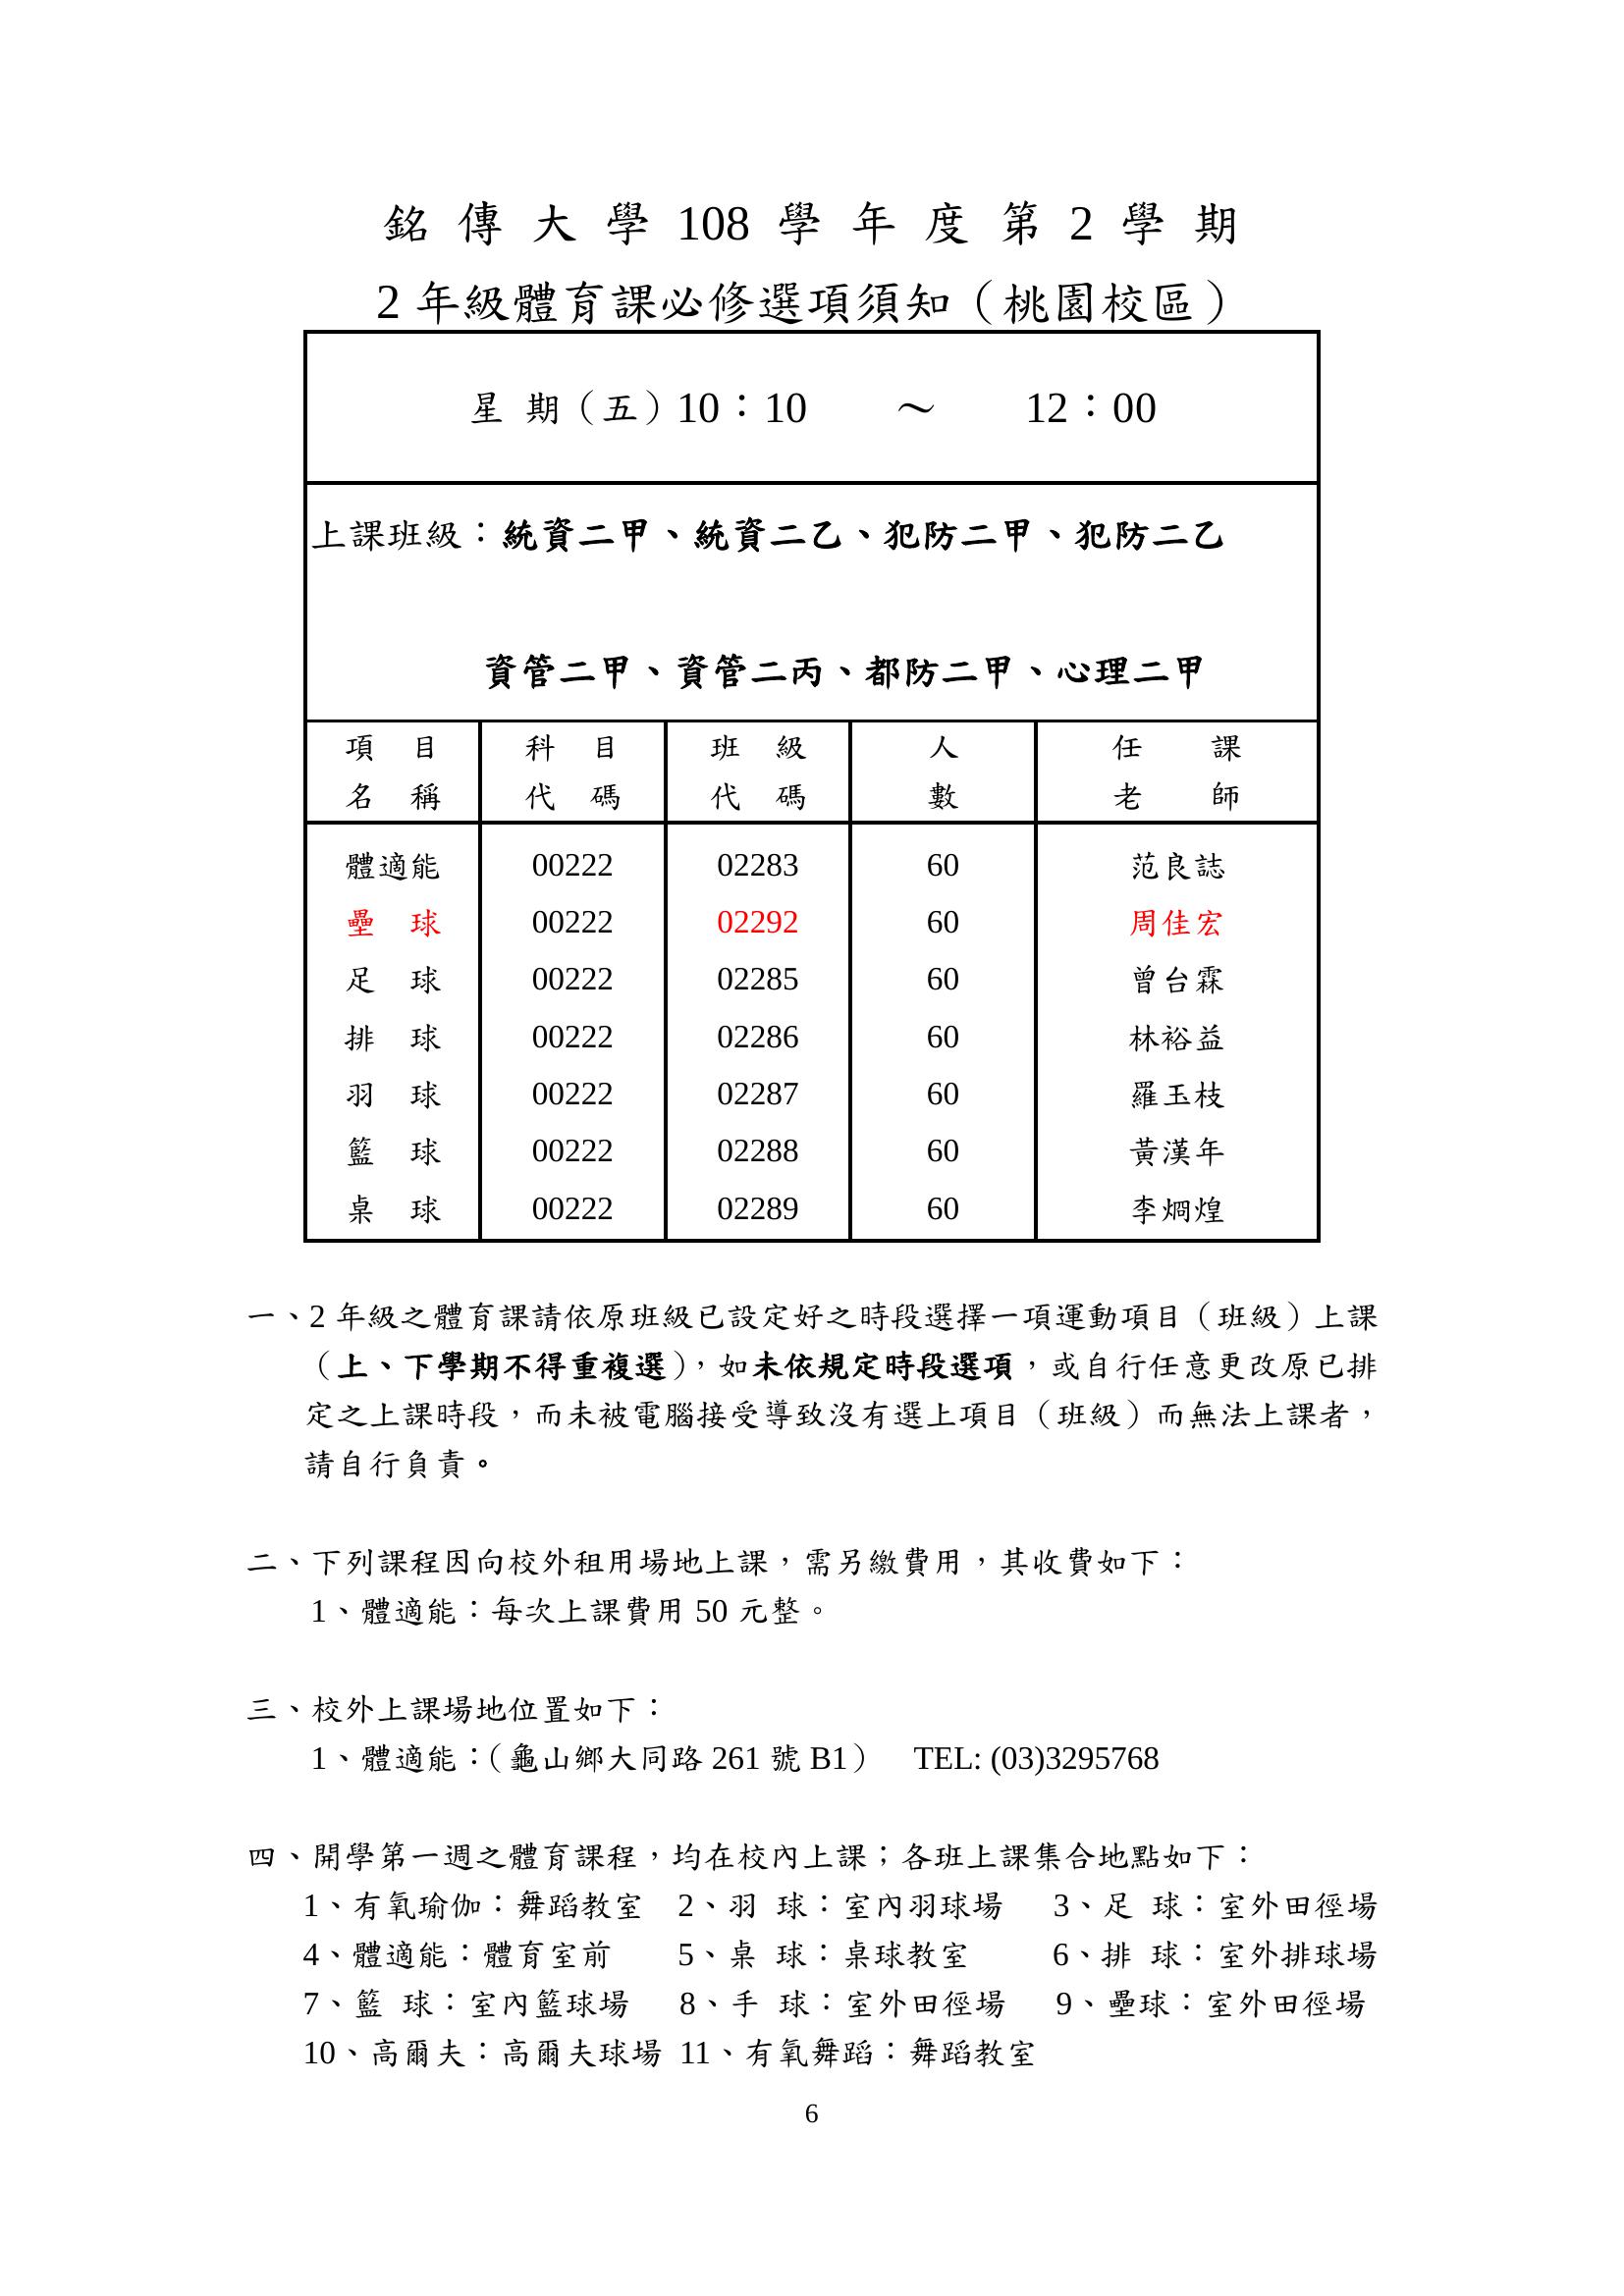 銘 傳 大 學 108 學 年 度 第 2 學 期
2 年級體育課必修選項須知（桃園校區）
星 期（五）10：10 ～ 12：00
上課班級：統資二甲、統資二乙、犯防二甲、犯防二乙
資管二甲、資管二丙、都防二甲、心理二甲
項 目 科 目 班 級 人 任 課
名 稱 代 碼 代 碼 數 老 師
體適能 00222 02283 60 范良誌
壘 球 00222 02292 60 周佳宏
足 球 00222 02285 60 曾台霖
排 球 00222 02286 60 林裕益
羽 球 00222 02287 60 羅玉枝
籃 球 00222 02288 60 黃漢年
桌 球 00222 02289 60 李烱煌
一、2 年級之體育課請依原班級已設定好之時段選擇一項運動項目（班級）上課
（上、下學期不得重複選），如未依規定時段選項，或自行任意更改原已排
定之上課時段，而未被電腦接受導致沒有選上項目（班級）而無法上課者，
請自行負責。
二、下列課程因向校外租用場地上課，需另繳費用，其收費如下：
1、體適能：每次上課費用 50 元整。
三、校外上課場地位置如下：
1、體適能：（龜山鄉大同路 261 號 B1） TEL: (03)3295768
四、開學第一週之體育課程，均在校內上課；各班上課集合地點如下：
1、有氧瑜伽：舞蹈教室 2、羽 球：室內羽球場 3、足 球：室外田徑場
4、體適能：體育室前 5、桌 球：桌球教室 6、排 球：室外排球場
7、籃 球：室內籃球場 8、手 球：室外田徑場 9、壘球：室外田徑場
10、高爾夫：高爾夫球場 11、有氧舞蹈：舞蹈教室
6